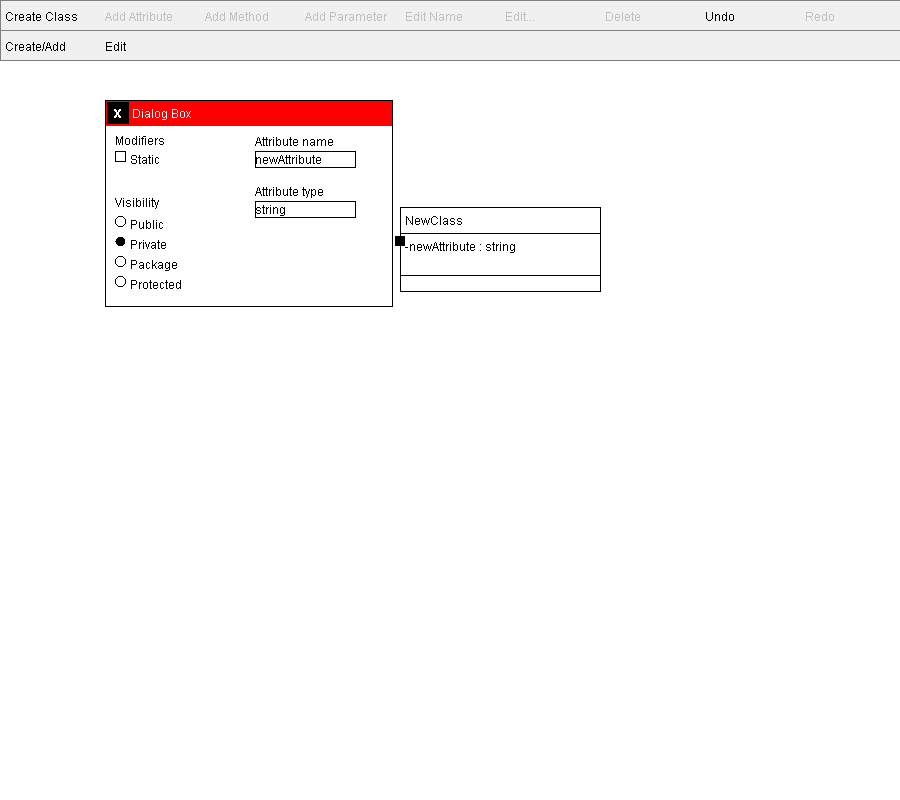 Create Class Add Attribute Add Method Add Parameter Edit Name Edit... Delete Undo Redo
Create/Add Edit
X Dialog Box
Modifiers
Static
Visibility
Public
Private
Package
Protected
Attribute name
newAttribute
Attribute type
string
NewClass
-newAttribute : string